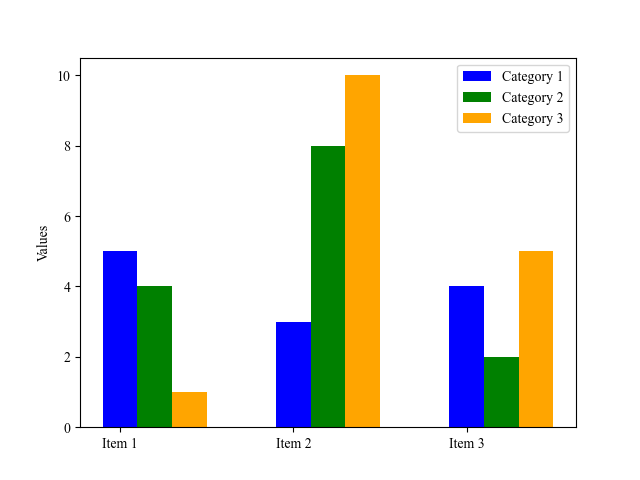 10
8
6
4
2
0
Values
Item 1
Item 2
Item 3
Category 1
Category 2
Category 3